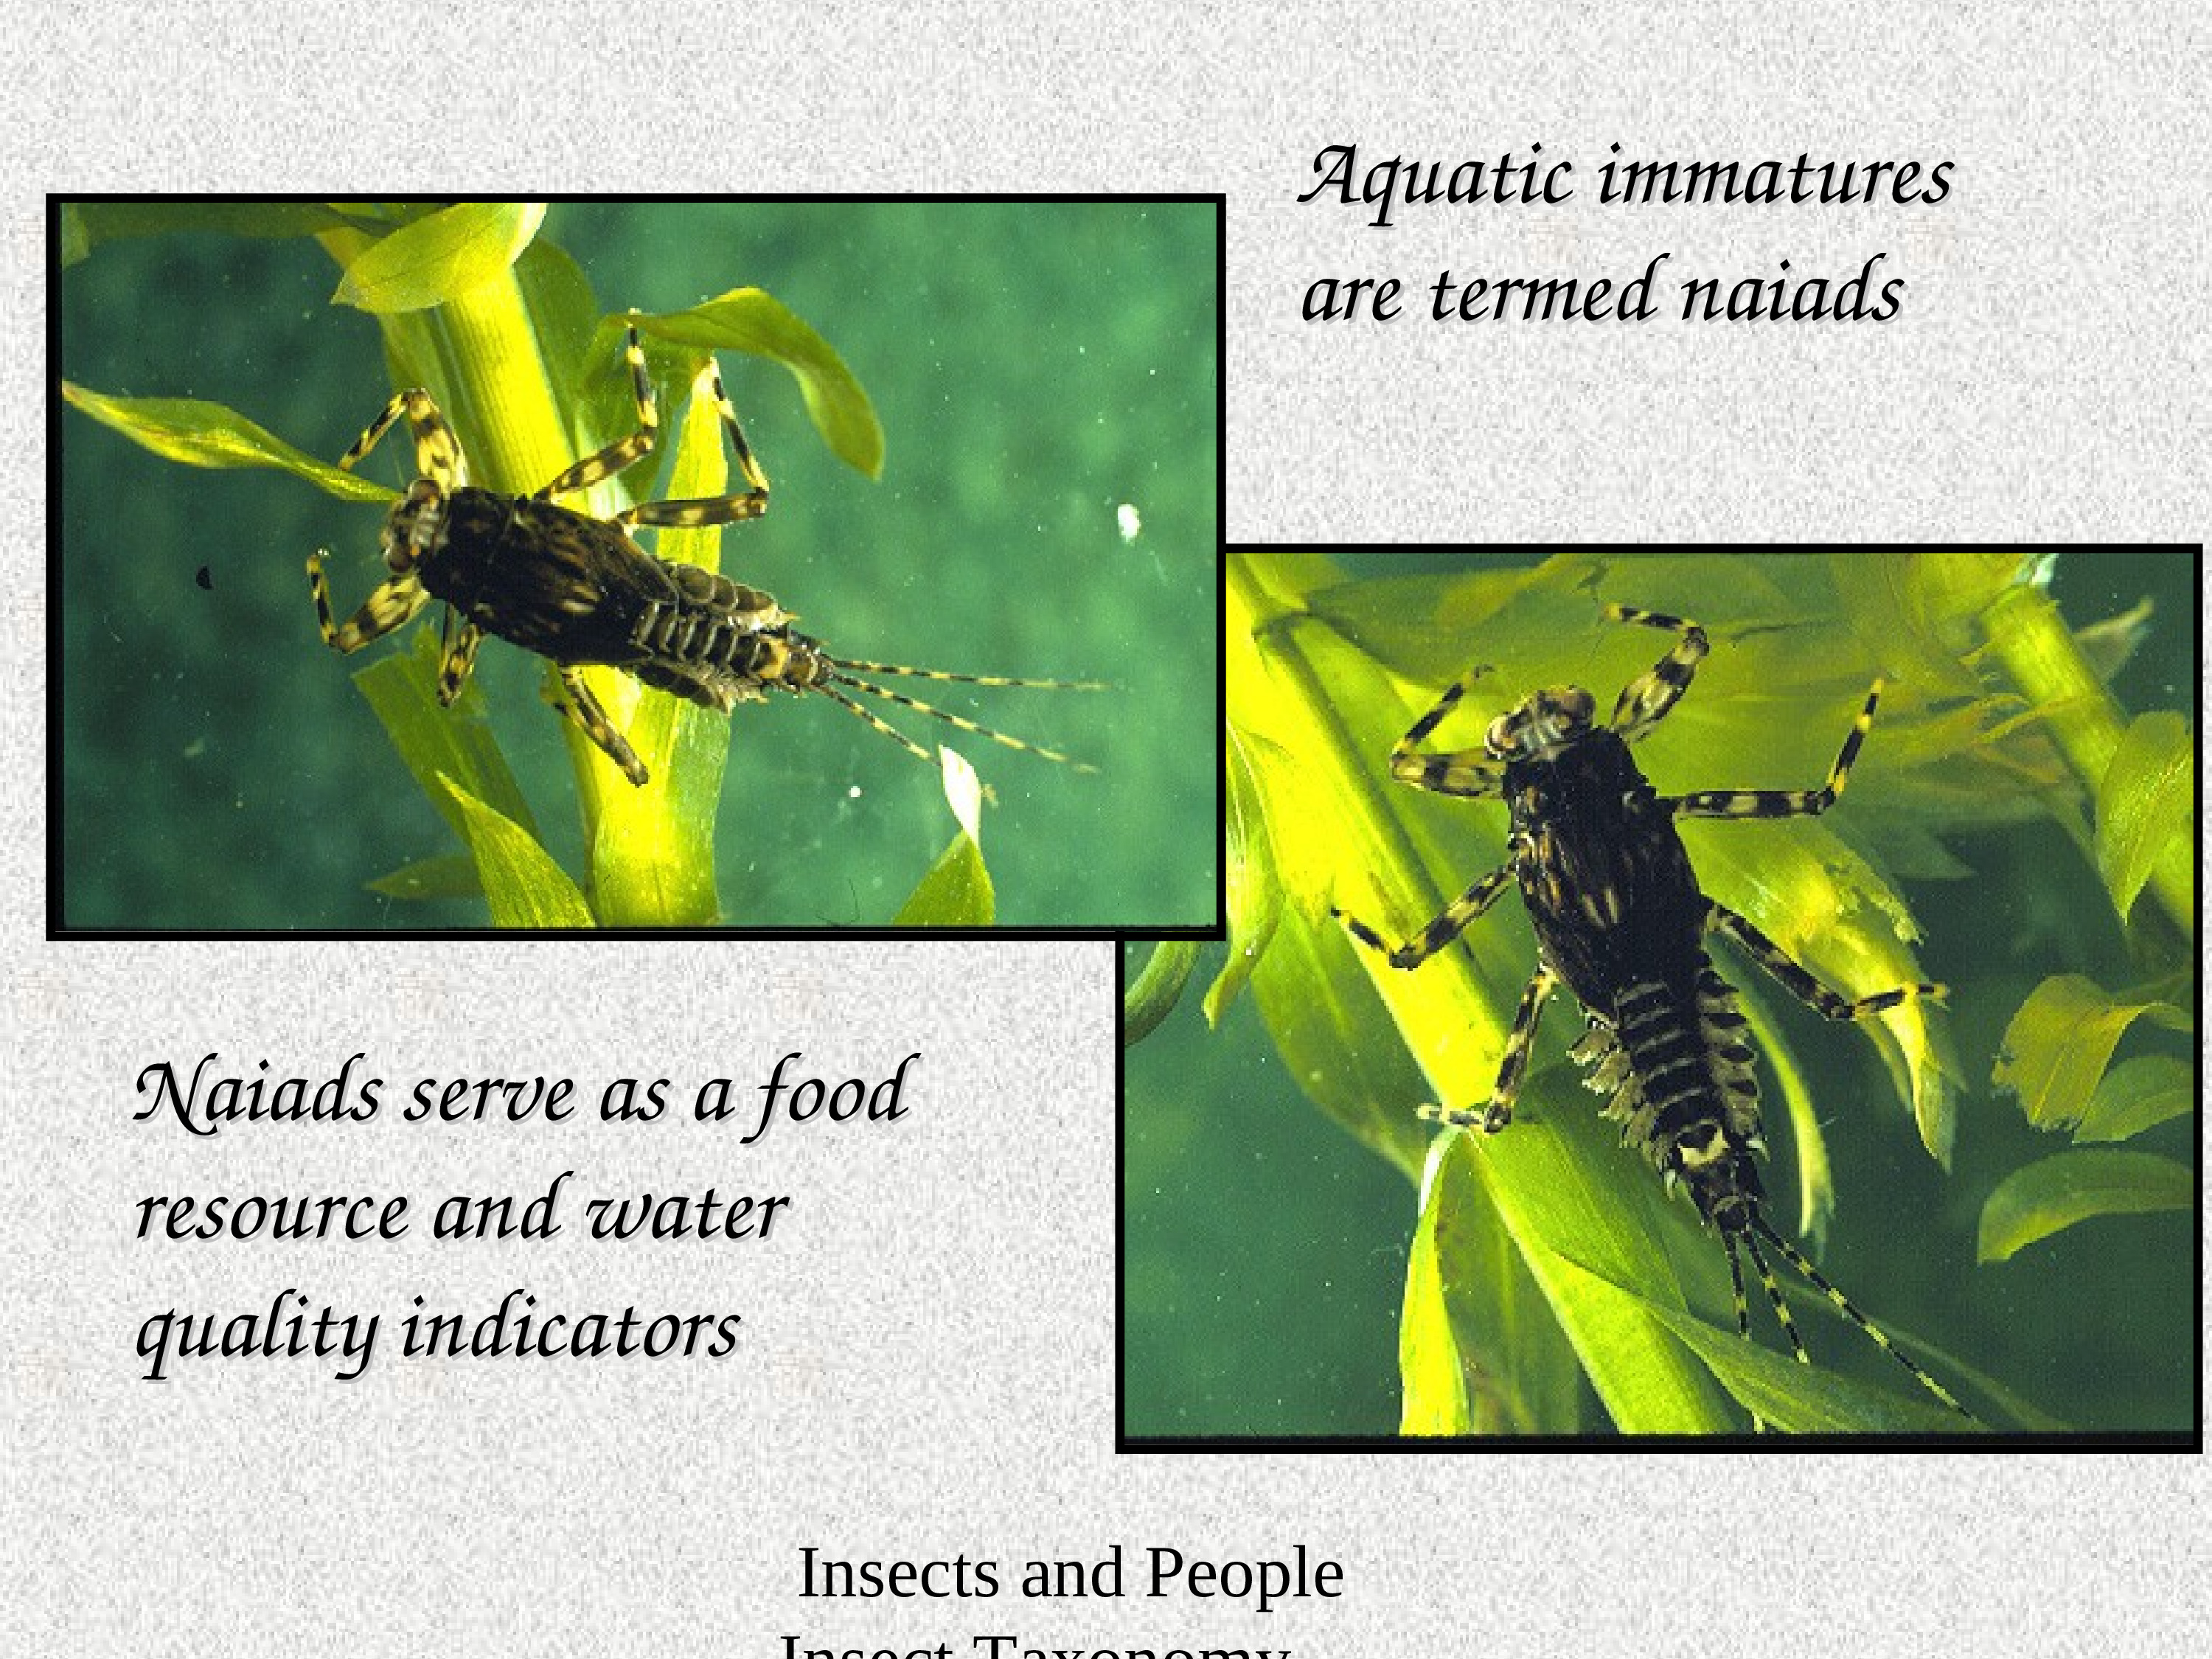 Aquatic immatures
are termed naiads
Naiads serve as a food
resource and water
quality indicators
Insects and People
Insect Taxonomy